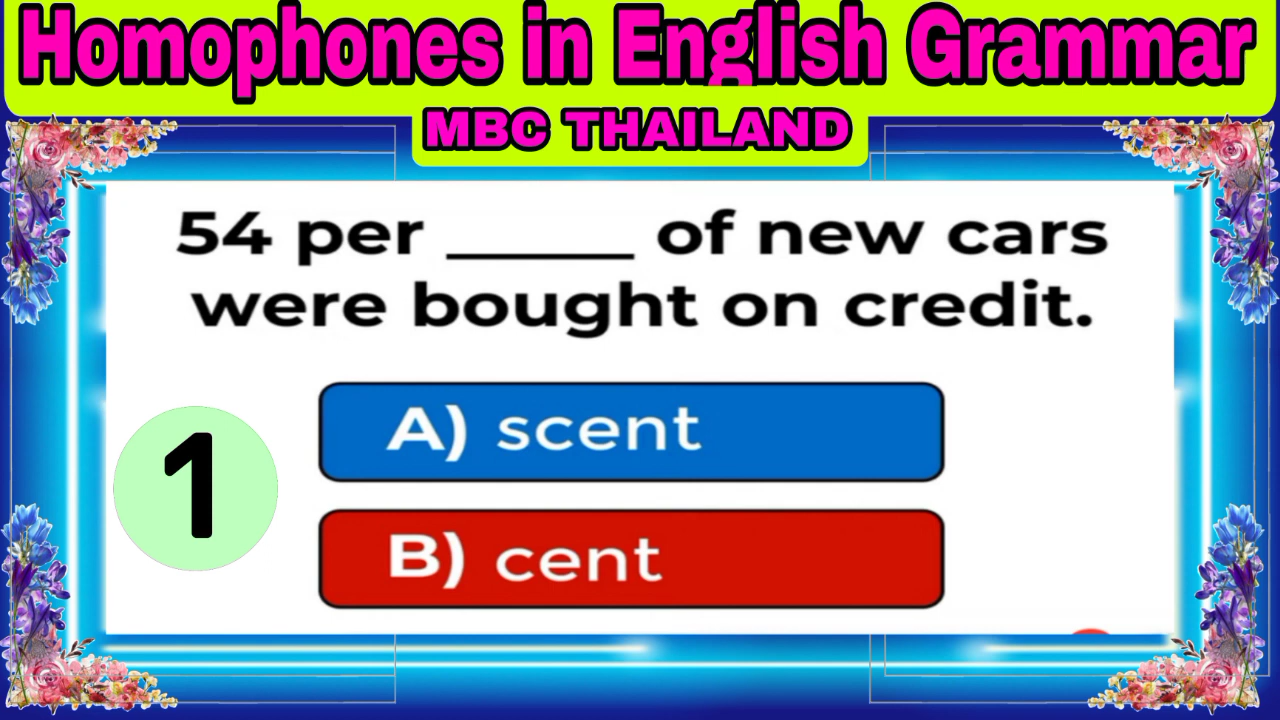 Homophones in English Grammar
MBC THAILAND
54 per _____ of new cars
were bought on credit.
1
A) scent
B) cent